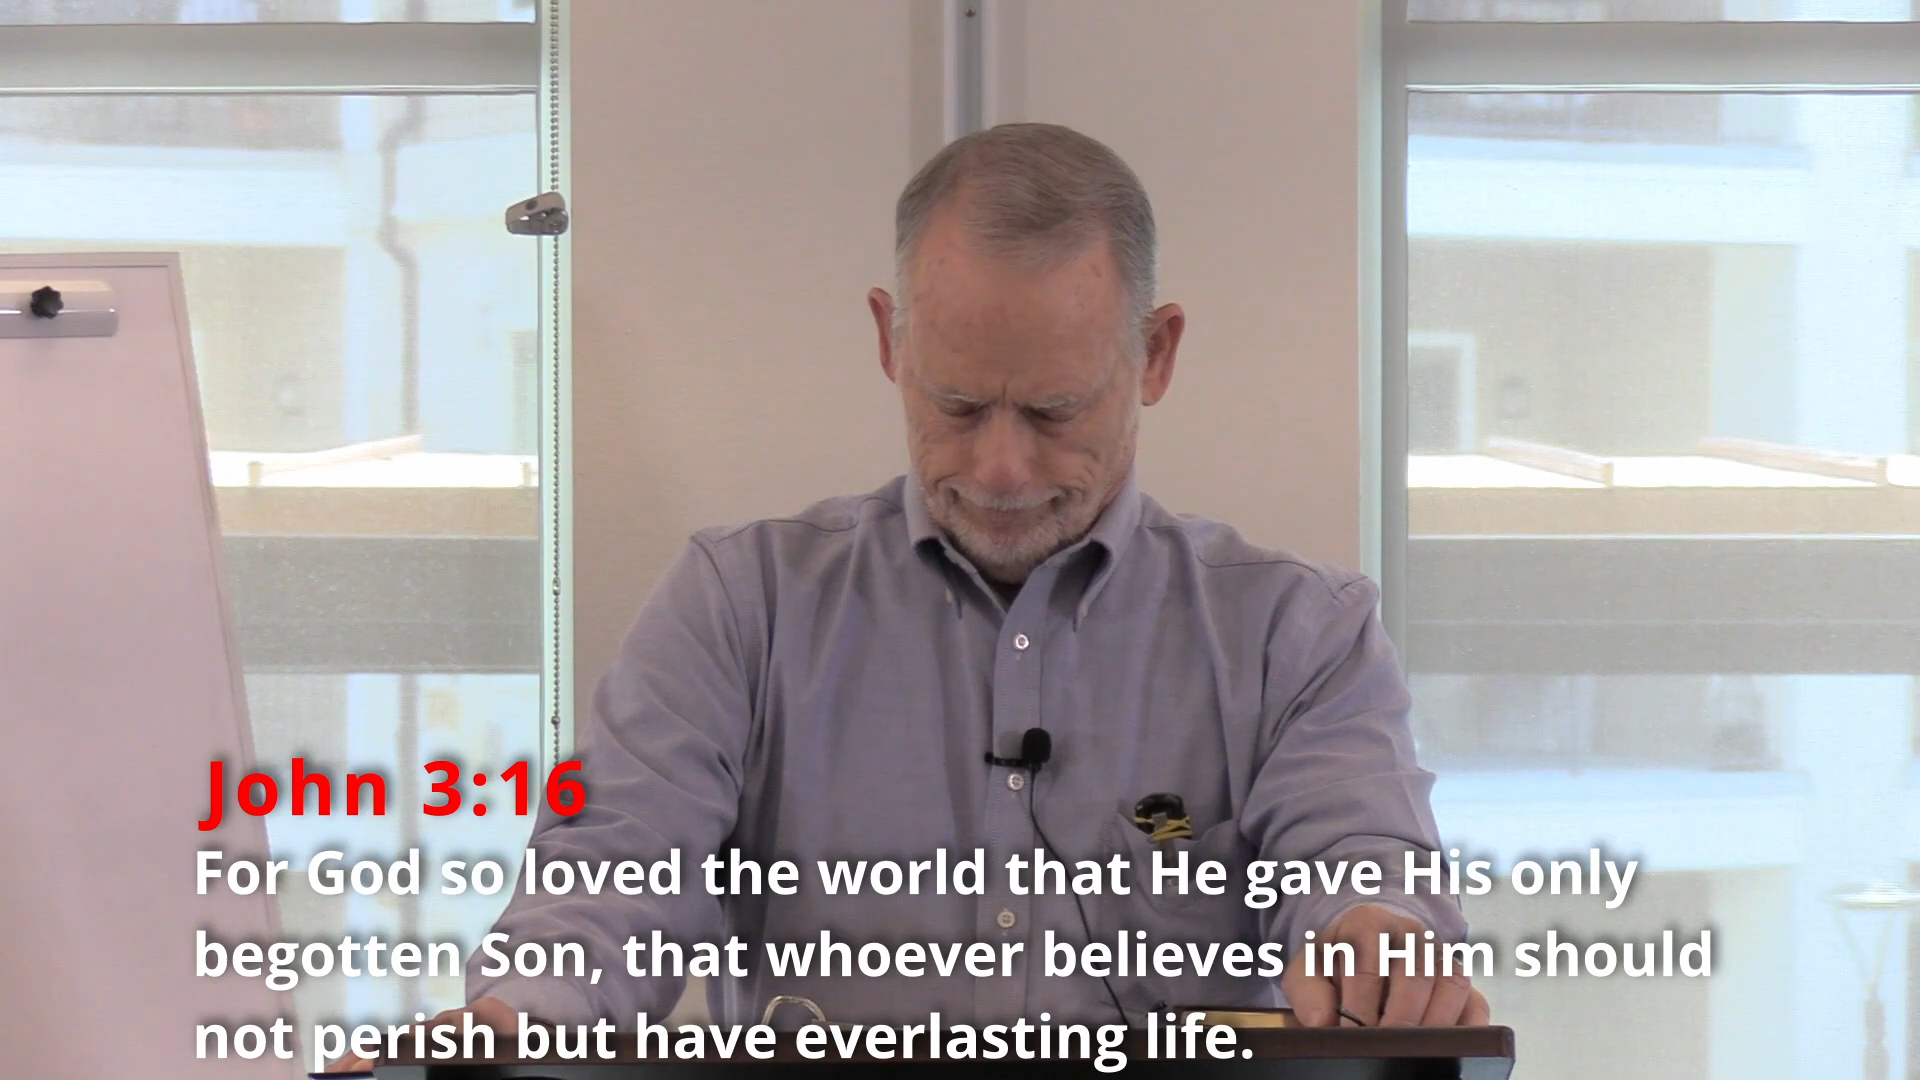 John 3:16
For God so loved the world that He gave His only
begotten Son, that whoever believes in Him should
not perish but have everlasting life.